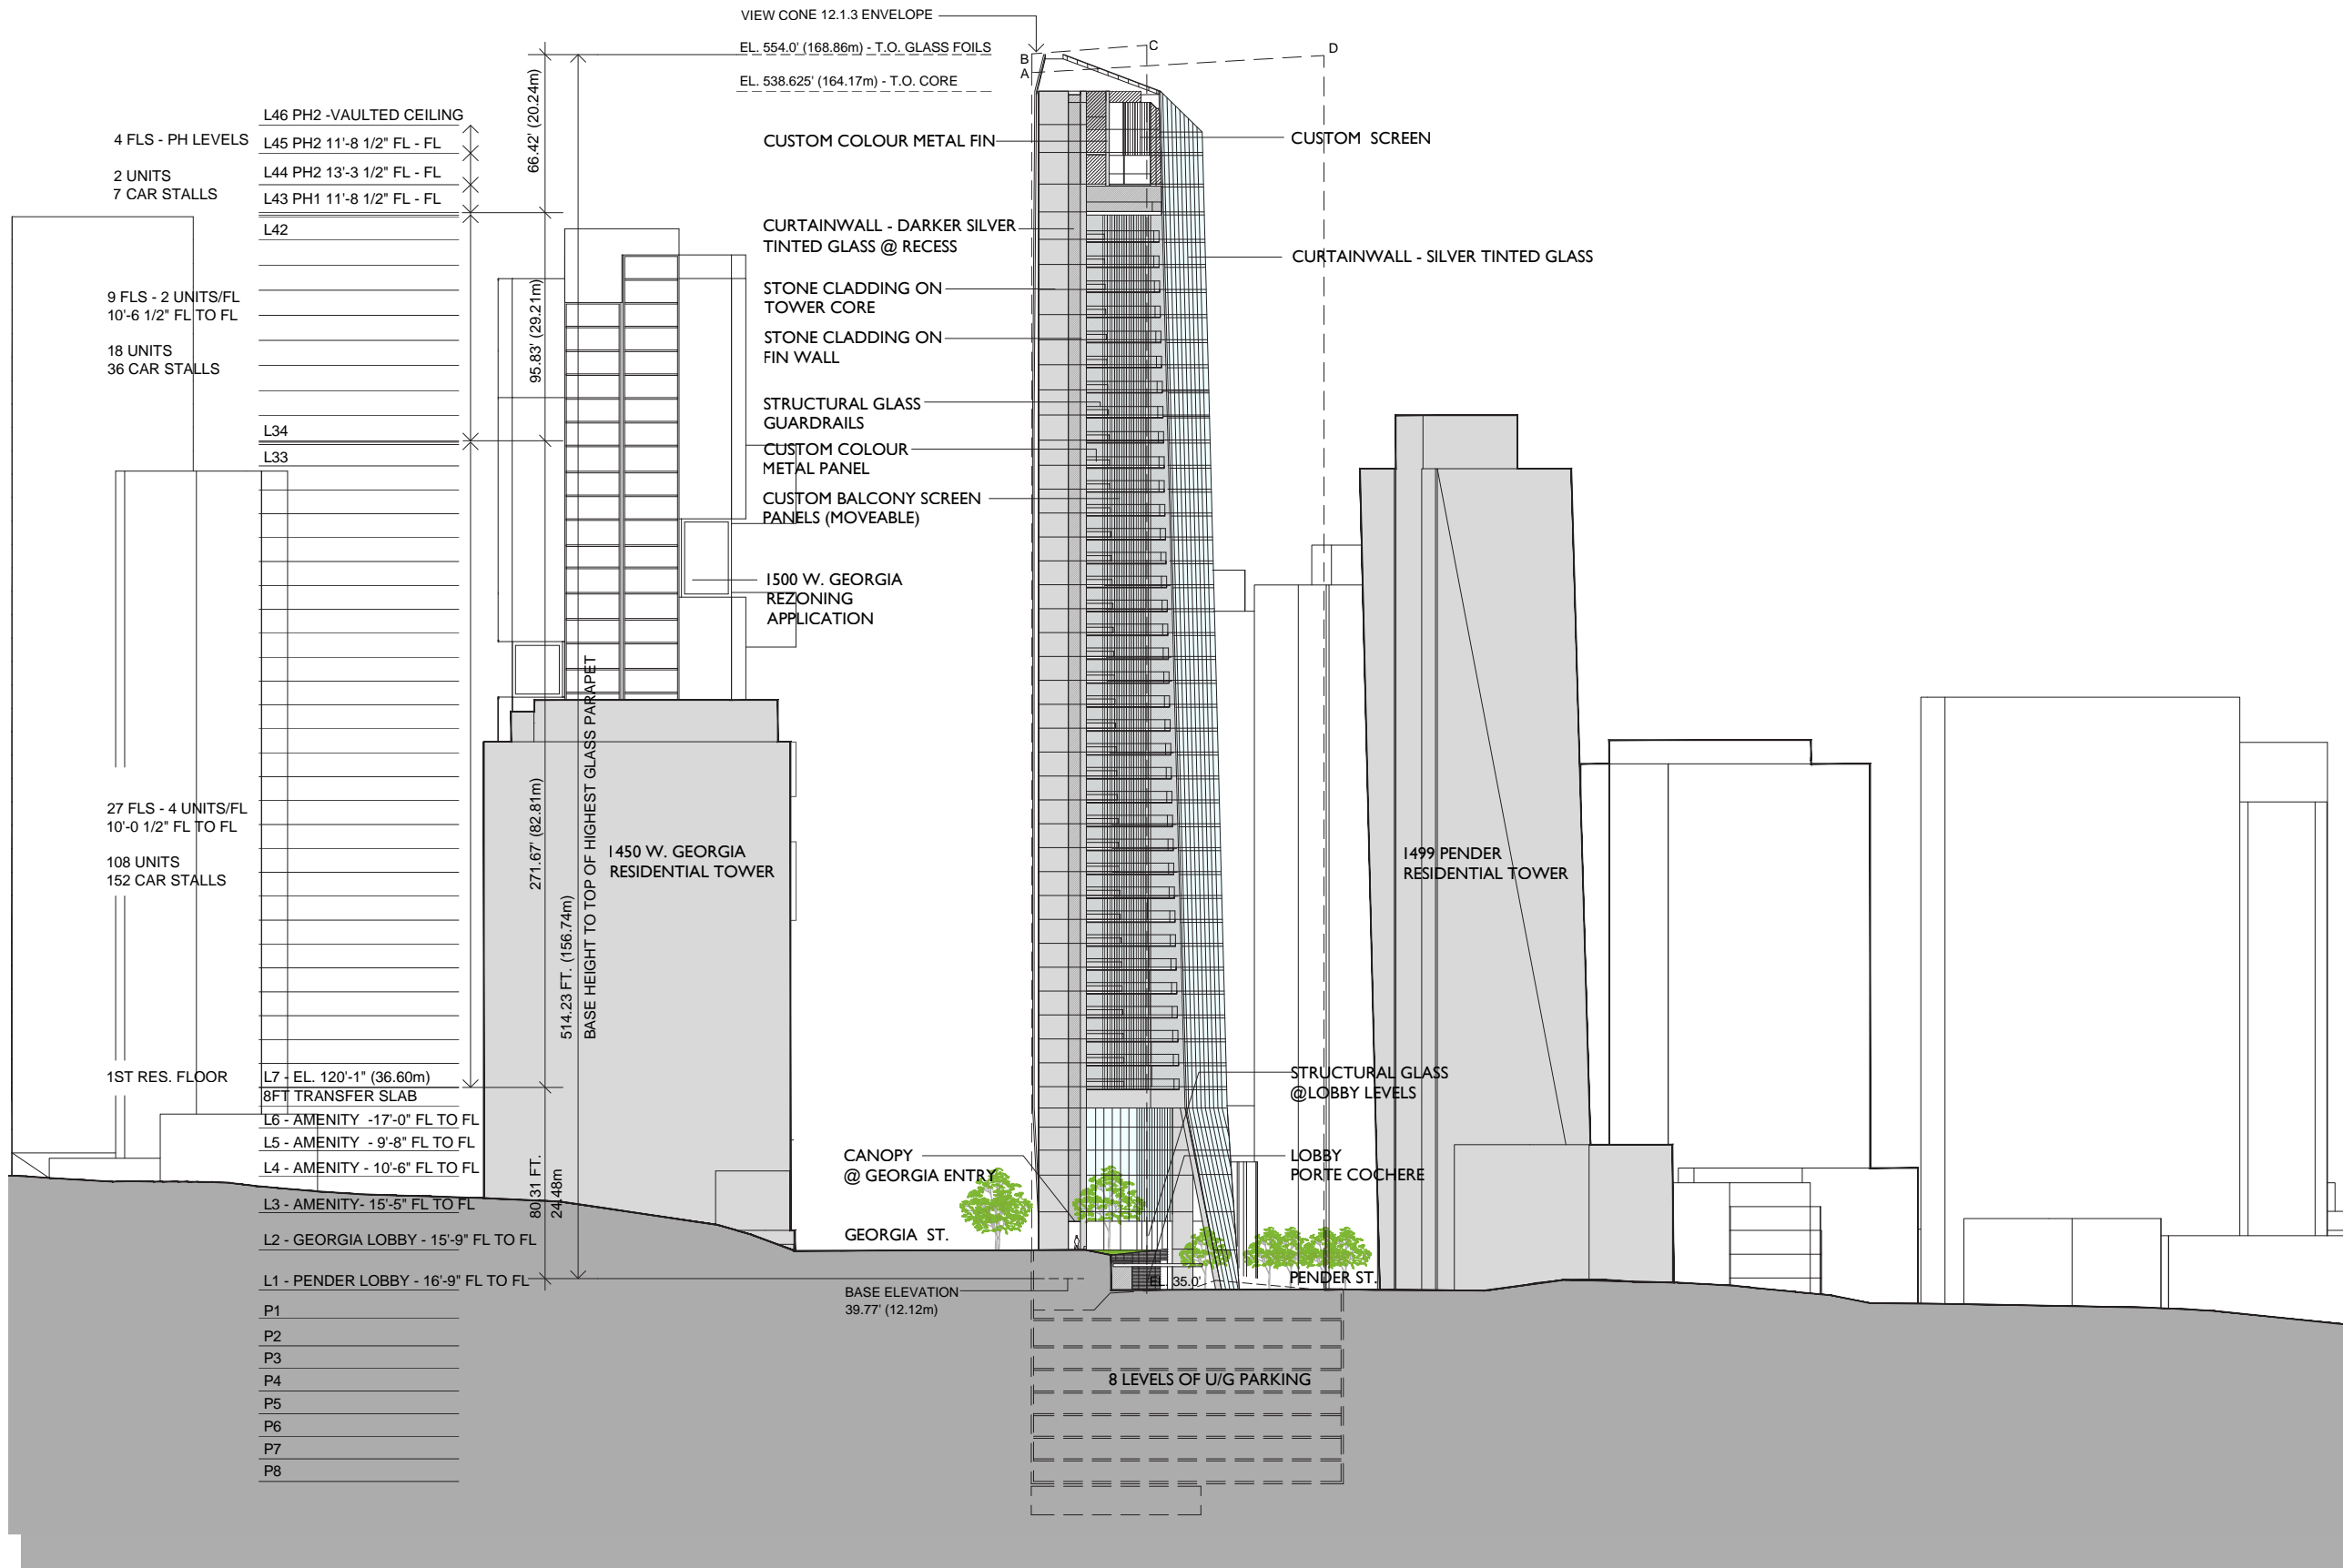 VIEW CONE 12.1.3 ENVELOPE
EL. 554.0' (168.86m) - T.O. GLASS FOILS
EL. 538.625' (164.17m) - T.O. CORE
B
A
C
D
L46 PH2 -VAULTED CEILING
4 FLS - PH LEVELS
L45 PH2 11'-8 1/2" FL - FL
2 UNITS
7 CAR STALLS
L44 PH2 13'-3 1/2" FL - FL
L43 PH1 11'-8 1/2" FL - FL
L42
9 FLS - 2 UNITS/FL
10'-6 1/2" FL TO FL
18 UNITS
36 CAR STALLS
L34
L33
27 FLS - 4 UNITS/FL
10'-0 1/2" FL TO FL
108 UNITS
152 CAR STALLS
1ST RES. FLOOR
L7 - EL. 120'-1" (36.60m)
8FT TRANSFER SLAB
L6 - AMENITY -17'-0" FL TO FL
L5 - AMENITY - 9'-8" FL TO FL
L4 - AMENITY - 10'-6" FL TO FL
L3 - AMENITY- 15'-5" FL TO FL
L2 - GEORGIA LOBBY - 15'-9" FL TO FL
L1 - PENDER LOBBY - 16'-9" FL TO FL
P1
P2
P3
P4
P5
P6
P7
P8
66.42' (20.24m)
95.83' (29.21m)
271.67' (82.81m)
80.31 FT.
24.48m
514.23 FT. (156.74m)
BASE HEIGHT TO TOP OF HIGHEST GLASS PARAPET
CUSTOM COLOUR METAL FIN
CURTAINWALL - DARKER SILVER
TINTED GLASS @ RECESS
STONE CLADDING ON
TOWER CORE
STONE CLADDING ON
FIN WALL
STRUCTURAL GLASS
GUARDRAILS
CUSTOM COLOUR
METAL PANEL
CUSTOM BALCONY SCREEN
PANELS (MOVEABLE)
1500 W. GEORGIA
REZONING
APPLICATION
1450 W. GEORGIA
RESIDENTIAL TOWER
CANOPY
@ GEORGIA ENTRY
GEORGIA ST.
BASE ELEVATION
39.77' (12.12m)
CUSTOM SCREEN
CURTAINWALL - SILVER TINTED GLASS
1499 PENDER
RESIDENTIAL TOWER
STRUCTURAL GLASS
@LOBBY LEVELS
LOBBY
PORTE COCHERE
EL. 35.0'
PENDER ST.
8 LEVELS OF U/G PARKING